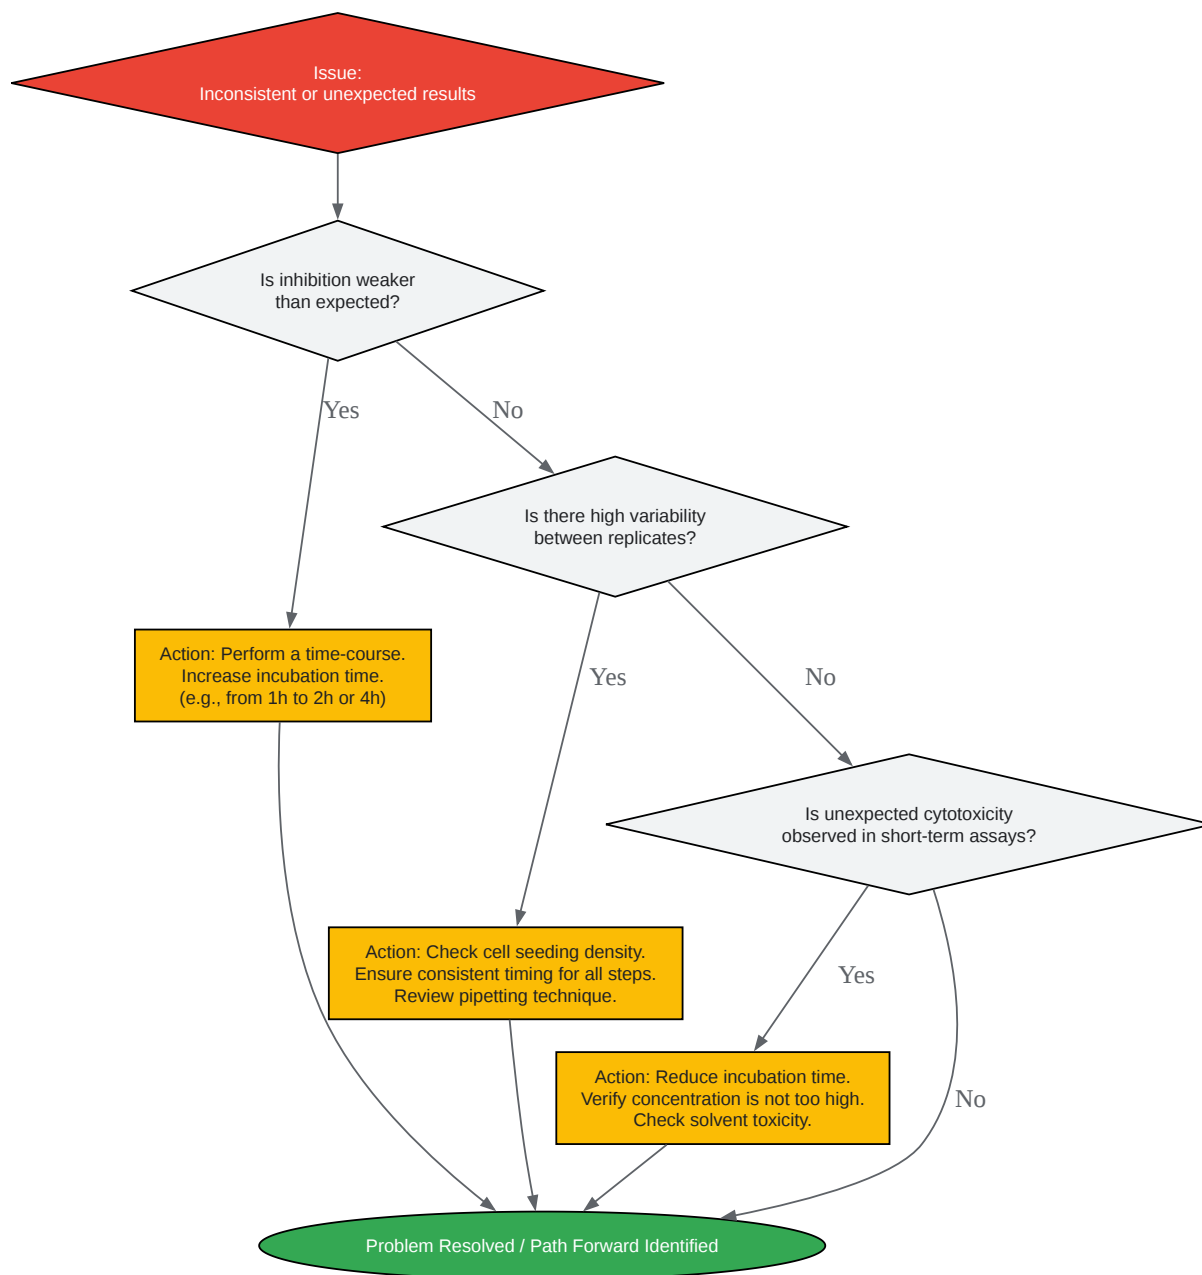 Issue:
Inconsistent or unexpected results
Is inhibition weaker
than expected?
Yes
No
Is there high variability
between replicates?
Action: Perform a time-course.
Increase incubation time.
(e.g., from 1h to 2h or 4h)
Yes
No
Is unexpected cytotoxicity
observed in short-term assays?
Action: Check cell seeding density.
Ensure consistent timing for all steps.
Review pipetting technique.
Yes
Action: Reduce incubation time.
Verify concentration is not too high.
Check solvent toxicity.
No
Problem Resolved / Path Forward Identified